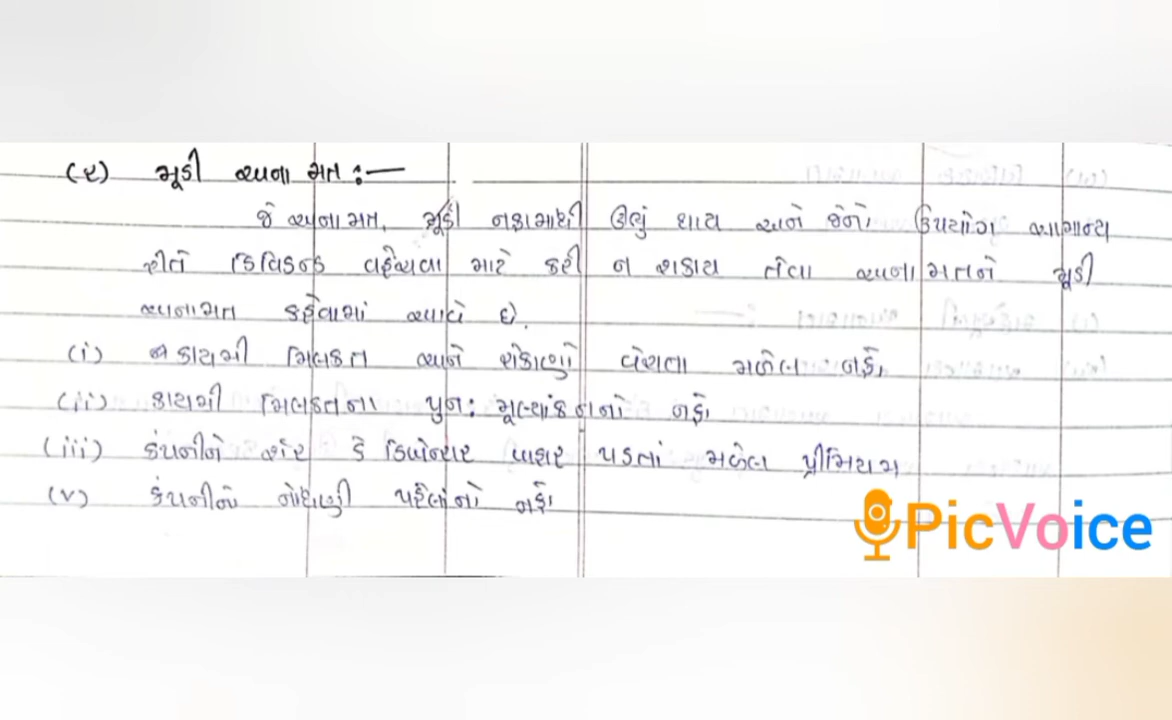 (૨) મૂડી અનામત :—
જે અનામત, મૂડી નફામાંથી ઊભું થાય અને જેનો ઉપયોગ સામાન્ય
રીતે ડિવિડન્ડ વહેંચવા માટે કરી ન શકાય તેવા અનામતને મૂડી
અનામત કહેવામાં આવે છે.
(i) કાયમી મિલકત અને રોકાણો વેચતા મળેલ નફો
(ii) કાયમી મિલકતના પુન: મૂલ્યાંકનનો નફો
(iii) કંપનીને શેર કે ડિબેન્ચર બહાર પડતાં મળેલ પ્રીમિયમ
(v) કંપનીની નોંધણી પહેલાંનો નફો
PicVoice